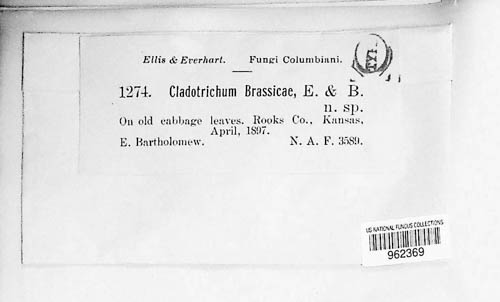 Ellis & Everhart. Fungi Columbiani.
TYPE
1274. Cladotrichum Brassicae, E. & B.
n. sp.
On old cabbage leaves. Rooks Co., Kansas,
April, 1897.
E. Bartholomew. N. A. F. 3589.
US NATIONAL FUNGUS COLLECTIONS
962369